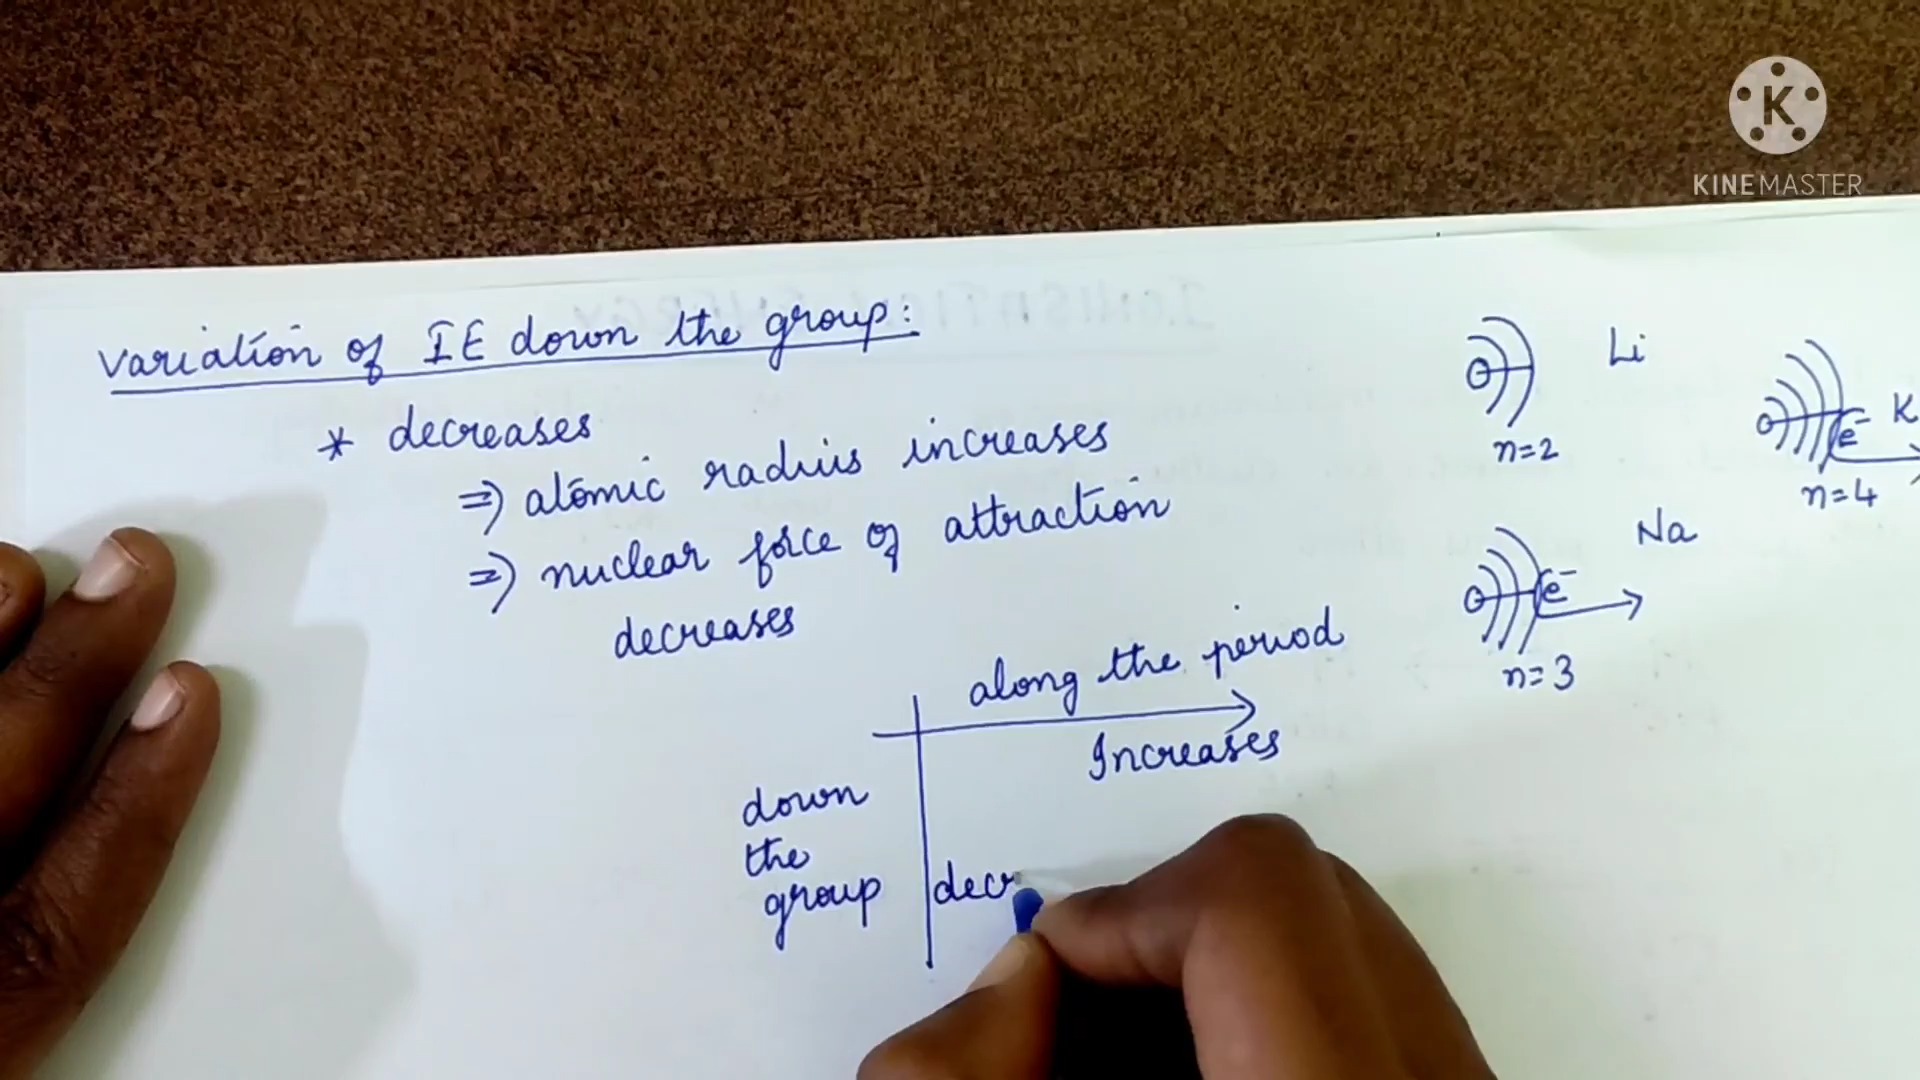 K
KINEMASTER
Variation of IE down the group:
* decreases
=> atomic radius increases
=> nuclear force of attraction
decreases
along the period
Increases
down
the
group
decr
Li
n=2
K
e-
n=4
Na
e-
n=3